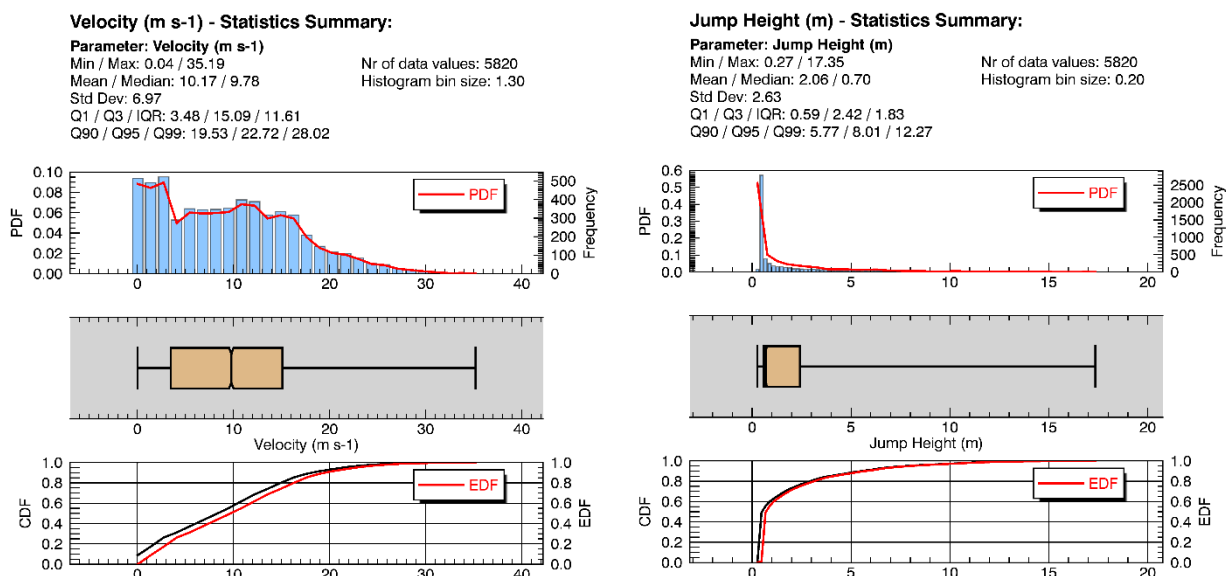 Velocity (m s-1) - Statistics Summary:
Parameter: Velocity (m s-1)
Min / Max: 0.04 / 35.19
Nr of data values: 5820
Mean / Median: 10.17 / 9.78
Histogram bin size: 1.30
Std Dev: 6.97
Q1 / Q3 / IQR: 3.48 / 15.09 / 11.61
Q90 / Q95 / Q99: 19.53 / 22.72 / 28.02
0.10
0.08
0.06
0.04
0.02
0.00
PDF
PDF
500
400
300
200
100
0
Frequency
0 10 20 30 40
0 10 20 30 40
Velocity (m s-1)
1.0
0.8
0.6
0.4
0.2
0.0
CDF
EDF
1.0
0.8
0.6
0.4
0.2
0.0
EDF
0 10 20 30 40
Jump Height (m) - Statistics Summary:
Parameter: Jump Height (m)
Min / Max: 0.27 / 17.35
Nr of data values: 5820
Mean / Median: 2.06 / 0.70
Histogram bin size: 0.20
Std Dev: 2.63
Q1 / Q3 / IQR: 0.59 / 2.42 / 1.83
Q90 / Q95 / Q99: 5.77 / 8.01 / 12.27
0.6
0.5
0.4
0.3
0.2
0.1
0.0
PDF
PDF
2500
2000
1500
1000
500
0
Frequency
0 5 10 15 20
0 5 10 15 20
Jump Height (m)
1.0
0.8
0.6
0.4
0.2
0.0
CDF
EDF
1.0
0.8
0.6
0.4
0.2
0.0
EDF
0 5 10 15 20